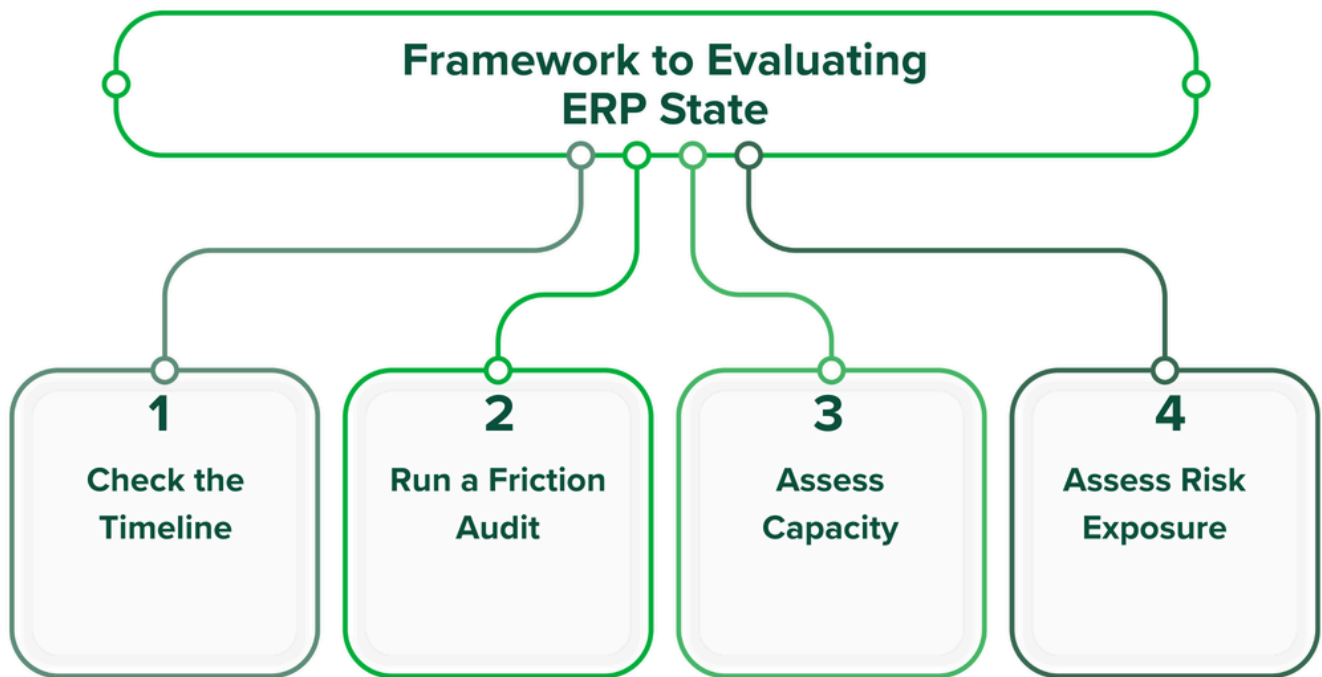 Framework to Evaluating
ERP State
1
Check the
Timeline
2
Run a Friction
Audit
3
Assess
Capacity
4
Assess Risk
Exposure